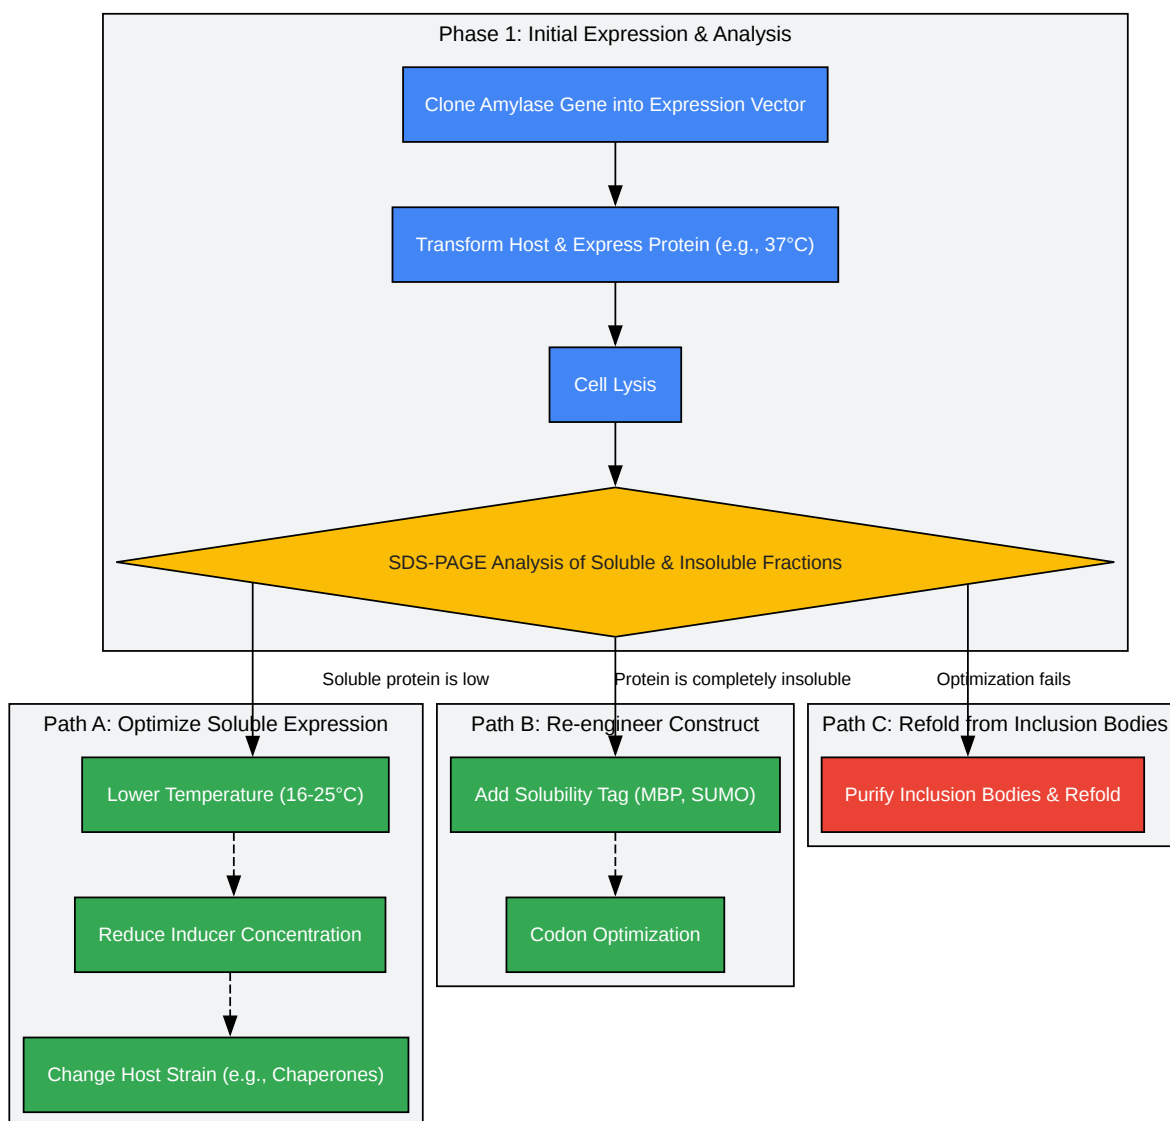 Phase 1: Initial Expression & Analysis
Clone Amylase Gene into Expression Vector
Transform Host & Express Protein (e.g., 37°C)
Cell Lysis
SDS-PAGE Analysis of Soluble & Insoluble Fractions
Soluble protein is low
Protein is completely insoluble
Optimization fails
Path A: Optimize Soluble Expression
Lower Temperature (16-25°C)
Reduce Inducer Concentration
Change Host Strain (e.g., Chaperones)
Path B: Re-engineer Construct
Add Solubility Tag (MBP, SUMO)
Codon Optimization
Path C: Refold from Inclusion Bodies
Purify Inclusion Bodies & Refold